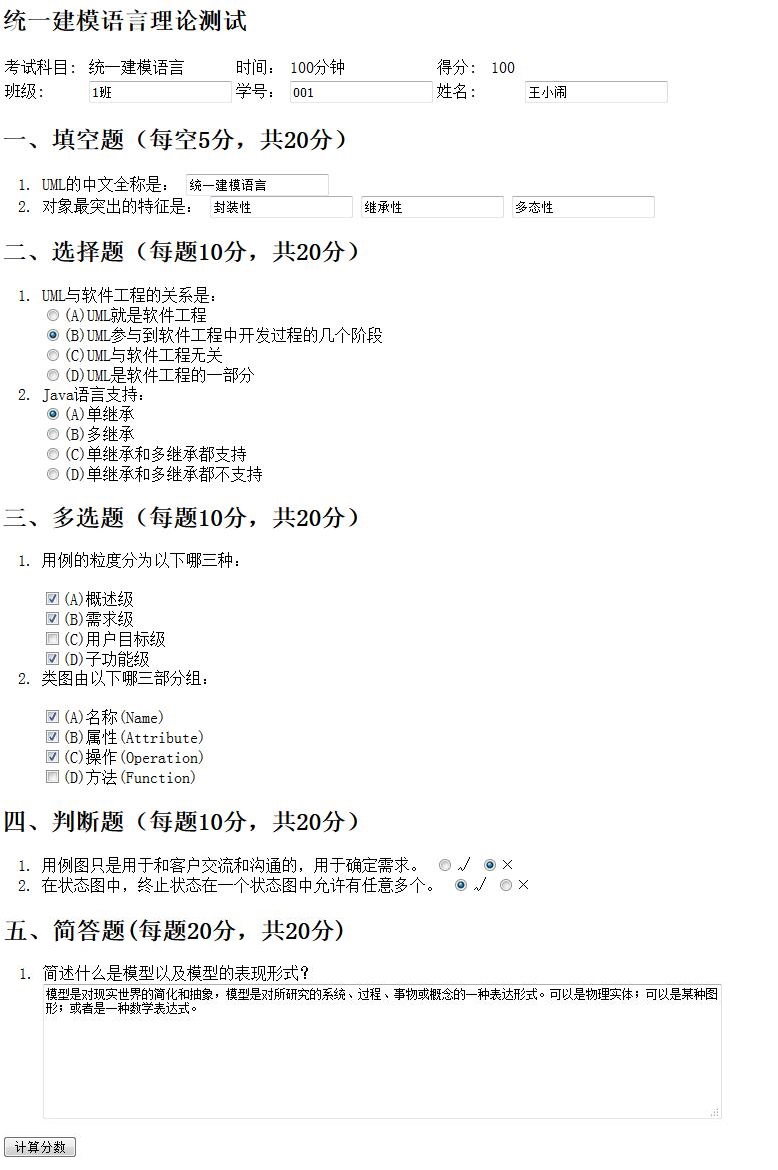 统一建模语言理论测试
考试科目: 统一建模语言 时间: 100分钟 得分: 100
班级: 1班 学号: 001 姓名: 王小闹
一、填空题（每空5分，共20分）
1. UML的中文全称是: 统一建模语言
2. 对象最突出的特征是: 封装性 继承性 多态性
二、选择题（每题10分，共20分）
1. UML与软件工程的关系是:
(A)UML就是软件工程
(B)UML参与到软件工程中开发过程的几个阶段
(C)UML与软件工程无关
(D)UML是软件工程的一部分
2. Java语言支持:
(A)单继承
(B)多继承
(C)单继承和多继承都支持
(D)单继承和多继承都不支持
三、多选题（每题10分，共20分）
1. 用例的粒度分为以下哪三种:
(A)概述级
(B)需求级
(C)用户目标级
(D)子功能级
2. 类图由以下哪三部分组:
(A)名称(Name)
(B)属性(Attribute)
(C)操作(Operation)
(D)方法(Function)
四、判断题（每题10分，共20分）
1. 用例图只是用于和客户交流和沟通的，用于确定需求。 √ ×
2. 在状态图中，终止状态在一个状态图中允许有任意多个。 √ ×
五、简答题(每题20分，共20分)
1. 简述什么是模型以及模型的表现形式?
模型是对现实世界的简化和抽象，模型是对所研究的系统、过程、事物或概念的一种表达形式。可以是物理实体；可以是某种图
形；或者是一种数学表达式。
计算分数